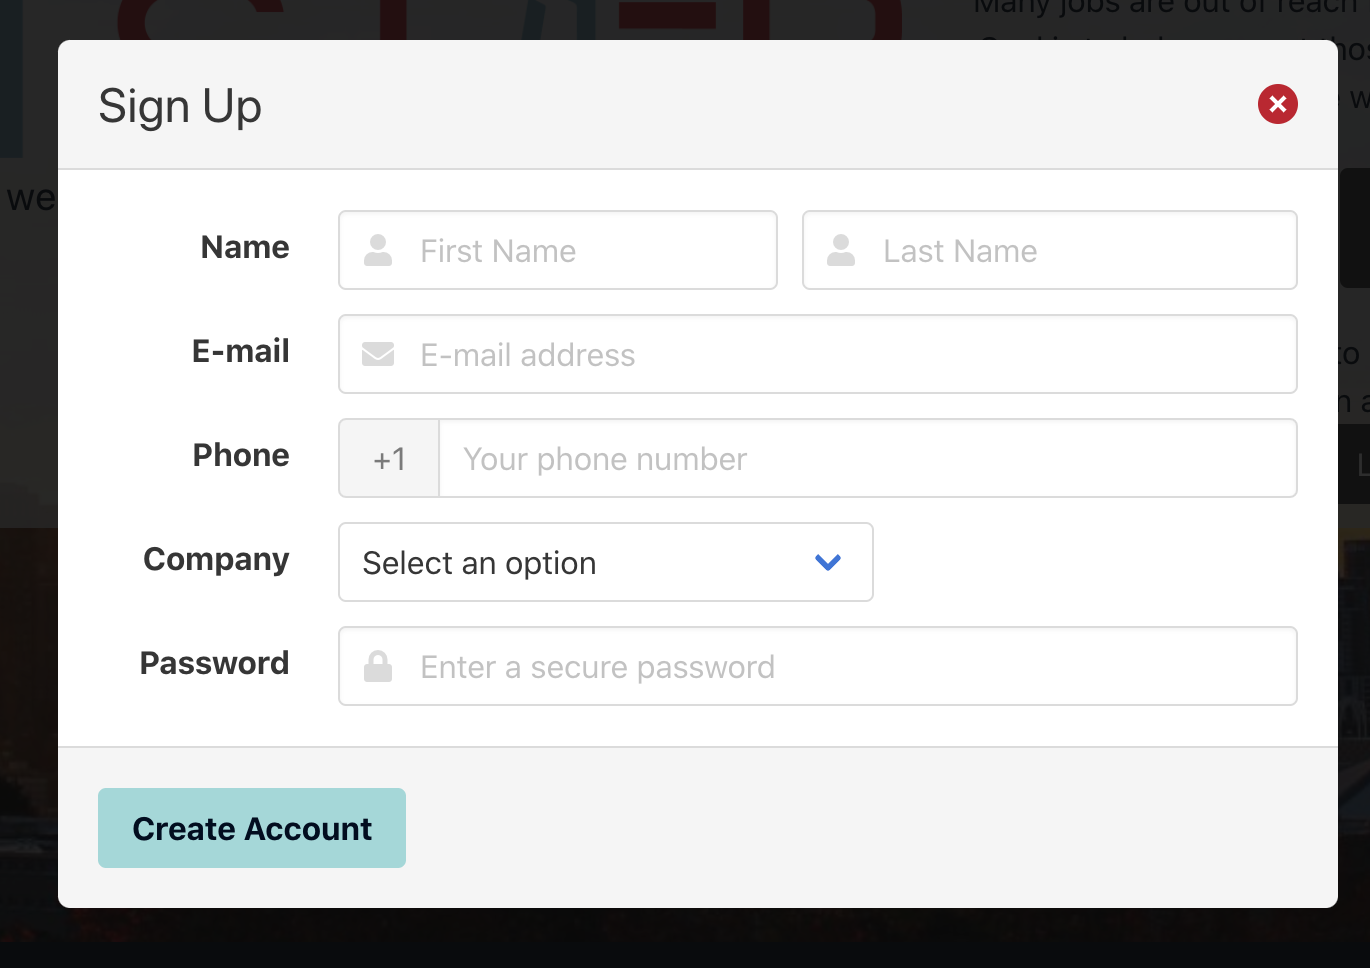 Many jobs are out of reach
we
Sign Up
Name
First Name
Last Name
E-mail
E-mail address
to
Phone
+1
Your phone number
Company
Select an option
Password
Enter a secure password
Create Account